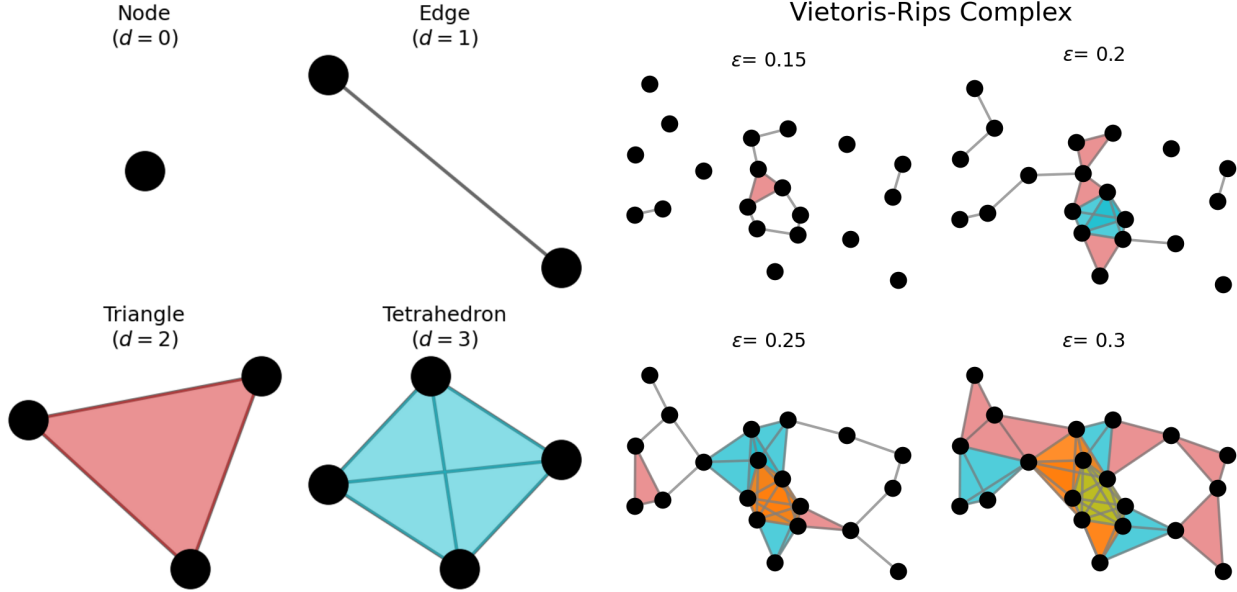 Node
(d = 0)
Edge
(d = 1)
Triangle
(d = 2)
Tetrahedron
(d = 3)
Vietoris-Rips Complex
ε= 0.15
ε= 0.2
ε= 0.25
ε= 0.3